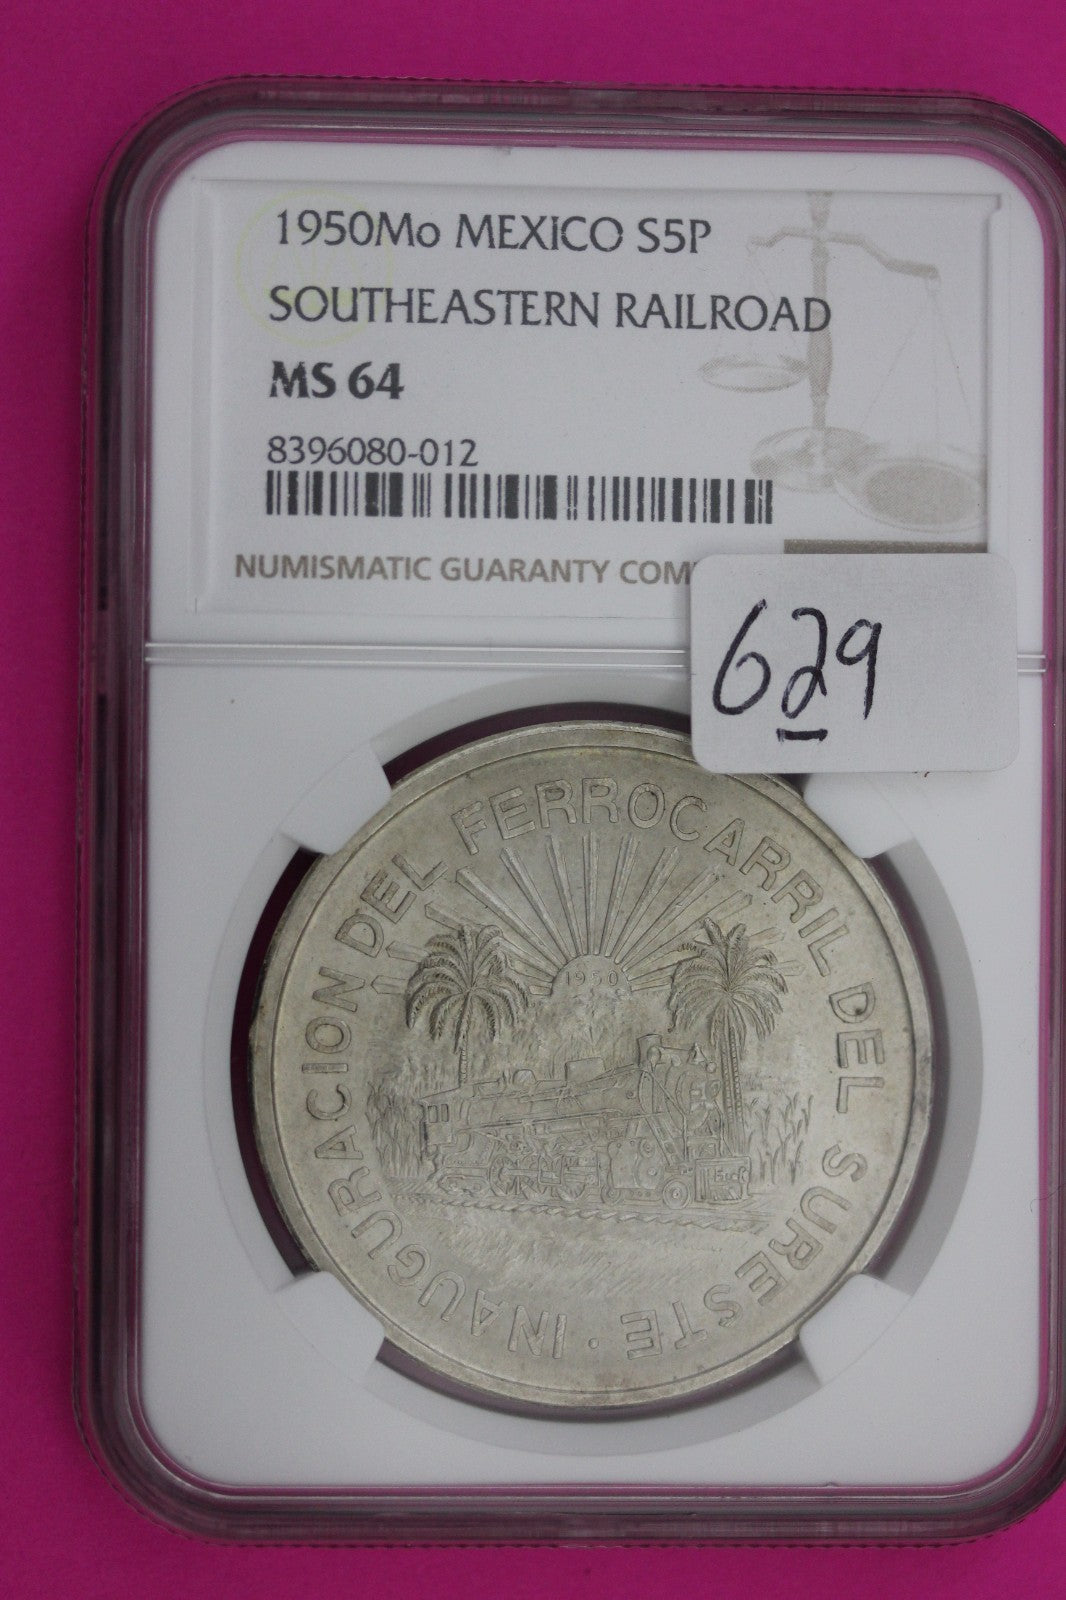 1950Mo MEXICO S5P
SOUTHEASTERN RAILROAD
MS 64
8396080-012
NUMISMATIC GUARANTY COM
629
INAUGURACION DEL FERROCARRIL DEL SURESTE ·
1950